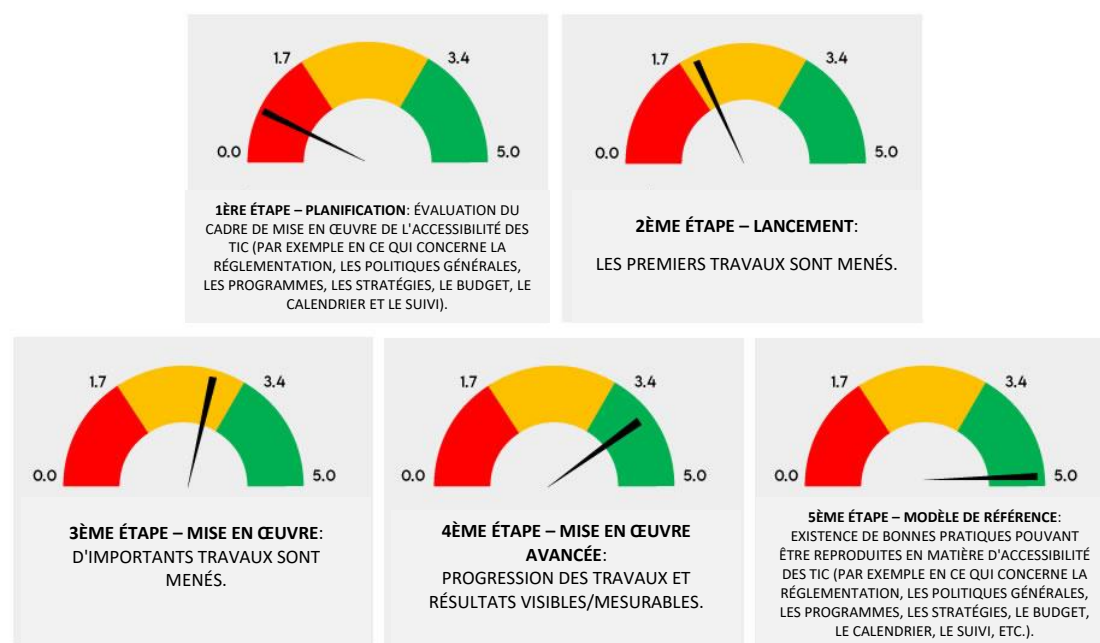 1.7
3.4
0.0
5.0
1ÈRE ÉTAPE – PLANIFICATION: ÉVALUATION DU
CADRE DE MISE EN ŒUVRE DE L'ACCESSIBILITÉ DES
TIC (PAR EXEMPLE EN CE QUI CONCERNE LA
RÉGLEMENTATION, LES POLITIQUES GÉNÉRALES,
LES PROGRAMMES, LES STRATÉGIES, LE BUDGET, LE
CALENDRIER ET LE SUIVI).
1.7
3.4
0.0
5.0
2ÈME ÉTAPE – LANCEMENT:
LES PREMIERS TRAVAUX SONT MENÉS.
1.7
3.4
0.0
5.0
3ÈME ÉTAPE – MISE EN ŒUVRE:
D'IMPORTANTS TRAVAUX SONT
MENÉS.
1.7
3.4
0.0
5.0
4ÈME ÉTAPE – MISE EN ŒUVRE
AVANCÉE:
PROGRESSION DES TRAVAUX ET
RÉSULTATS VISIBLES/MESURABLES.
1.7
3.4
0.0
5.0
5ÈME ÉTAPE – MODÈLE DE RÉFÉRENCE:
EXISTENCE DE BONNES PRATIQUES POUVANT
ÊTRE REPRODUITES EN MATIÈRE D'ACCESSIBILITÉ
DES TIC (PAR EXEMPLE EN CE QUI CONCERNE LA
RÉGLEMENTATION, LES POLITIQUES GÉNÉRALES,
LES PROGRAMMES, LES STRATÉGIES, LE BUDGET,
LE CALENDRIER, LE SUIVI, ETC.).